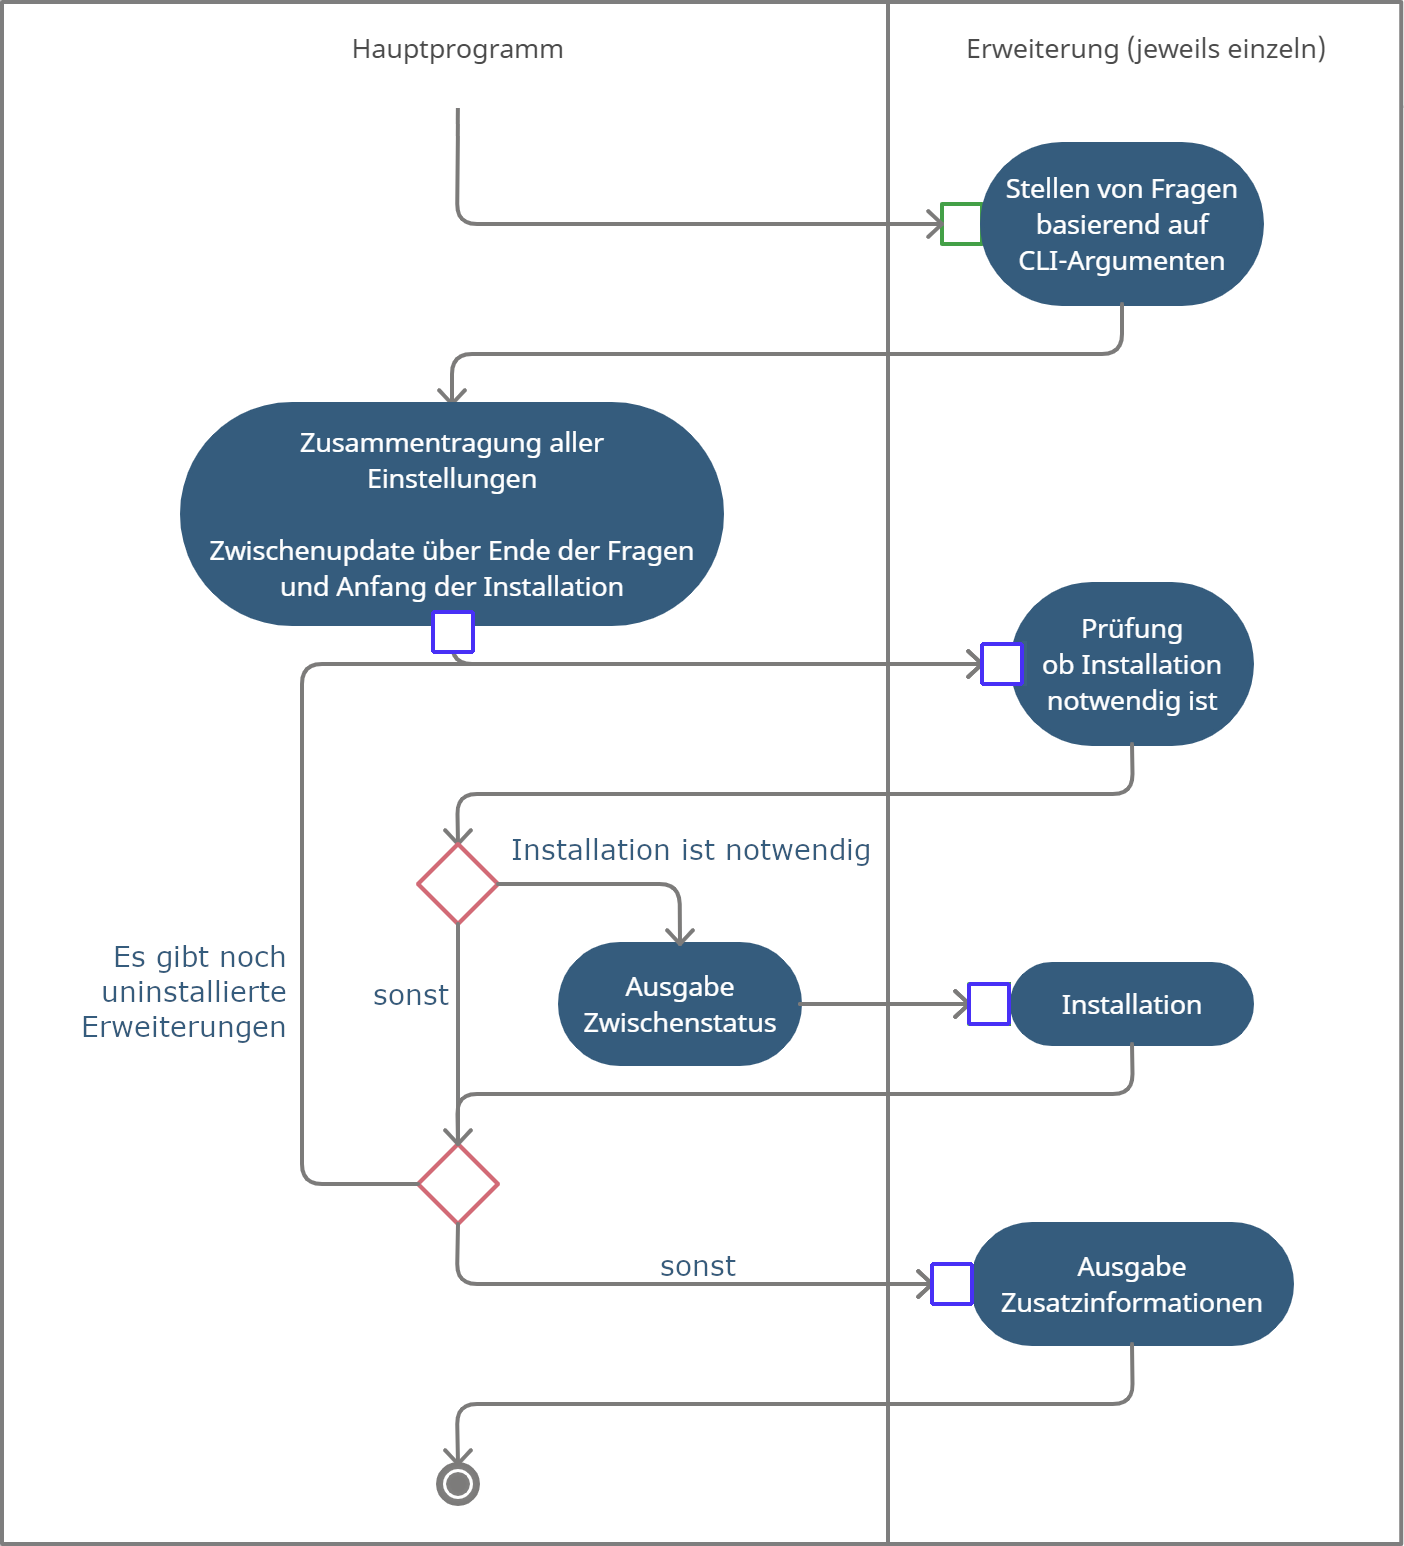 Hauptprogramm
Erweiterung (jeweils einzeln)
Stellen von Fragen
basierend auf
CLI-Argumenten
Zusammentragung aller
Einstellungen
Zwischenupdate über Ende der Fragen
und Anfang der Installation
Prüfung
ob Installation
notwendig ist
Installation ist notwendig
Es gibt noch
uninstallierte
Erweiterungen
sonst
Ausgabe
Zwischenstatus
Installation
sonst
Ausgabe
Zusatzinformationen